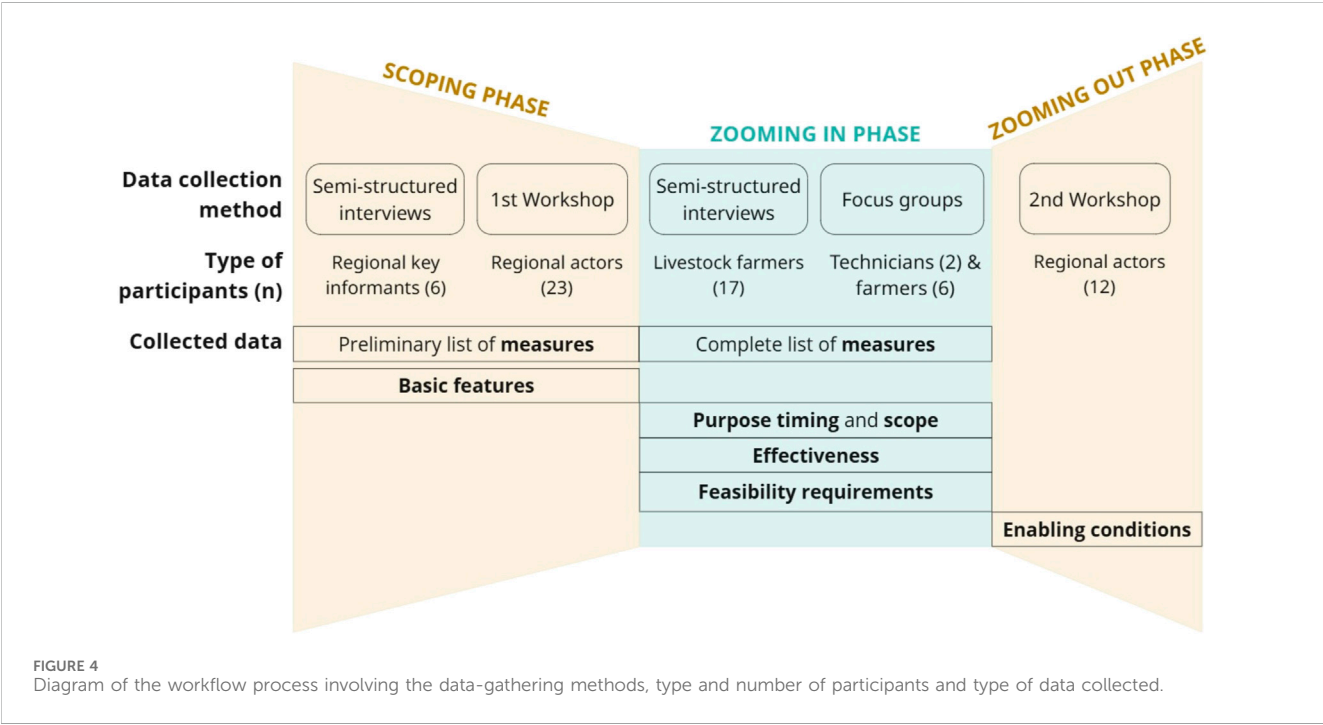 SCOPING PHASE
ZOOMING IN PHASE
ZOOMING OUT PHASE
Data collection
method
Semi-structured
interviews
1st Workshop
Semi-structured
interviews
Focus groups
2nd Workshop
Type of
participants (n)
Regional key
informants (6)
Regional actors
(23)
Livestock farmers
(17)
Technicians (2) &
farmers (6)
Regional actors
(12)
Collected data
Preliminary list of measures
Complete list of measures
Basic features
Purpose timing and scope
Effectiveness
Feasibility requirements
Enabling conditions
FIGURE 4
Diagram of the workflow process involving the data-gathering methods, type and number of participants and type of data collected.